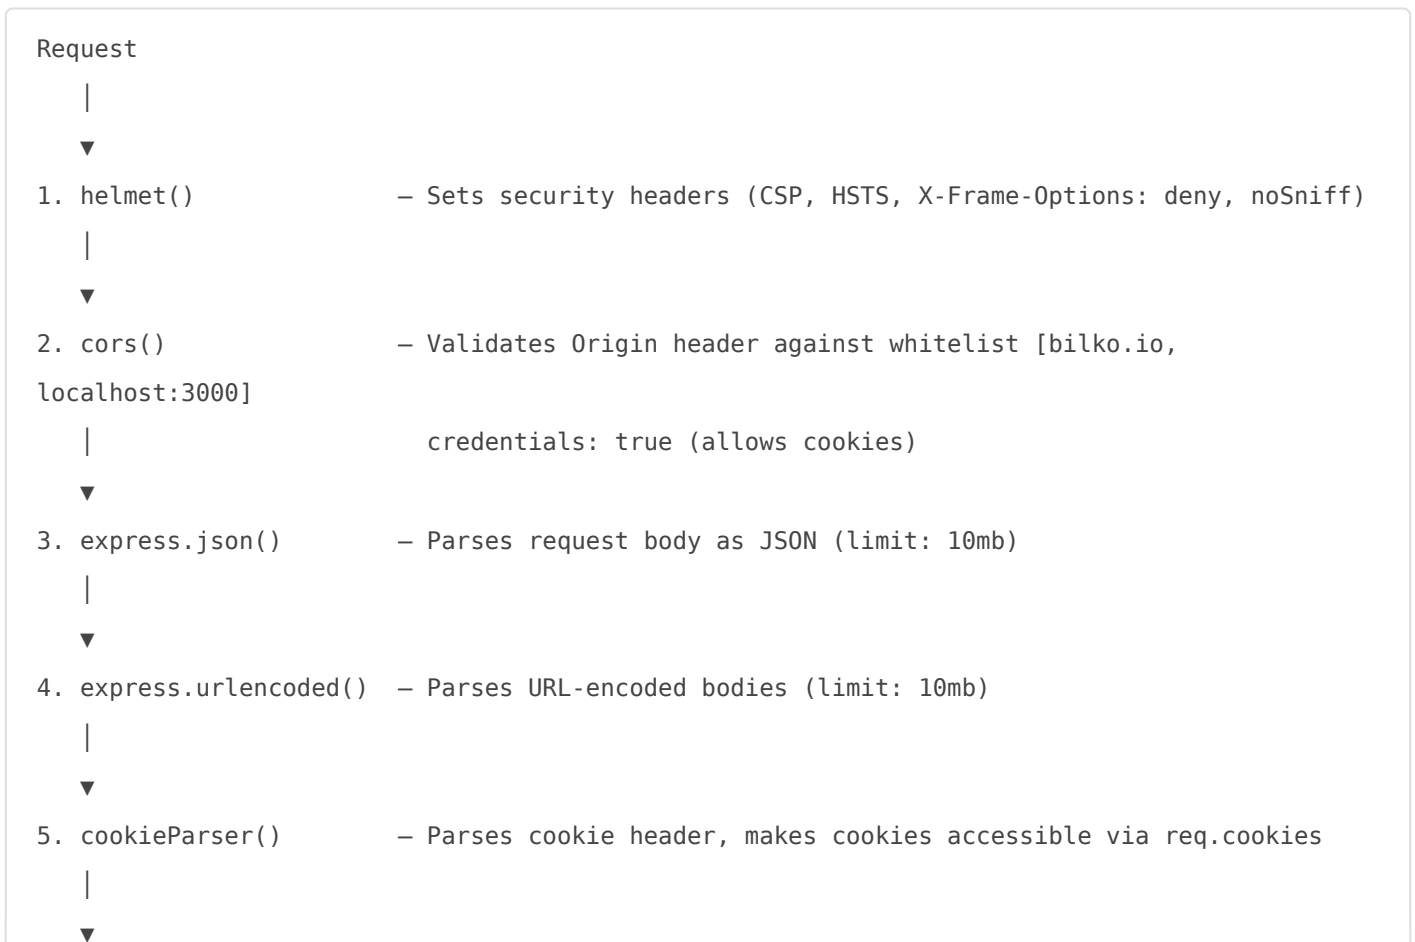 Request
│
▼
1. helmet() — Sets security headers (CSP, HSTS, X-Frame-Options: deny, noSniff)
│
▼
2. cors() — Validates Origin header against whitelist [bilko.io,
localhost:3000]
│ credentials: true (allows cookies)
▼
3. express.json() — Parses request body as JSON (limit: 10mb)
│
▼
4. express.urlencoded() — Parses URL-encoded bodies (limit: 10mb)
│
▼
5. cookieParser() — Parses cookie header, makes cookies accessible via req.cookies
│
▼